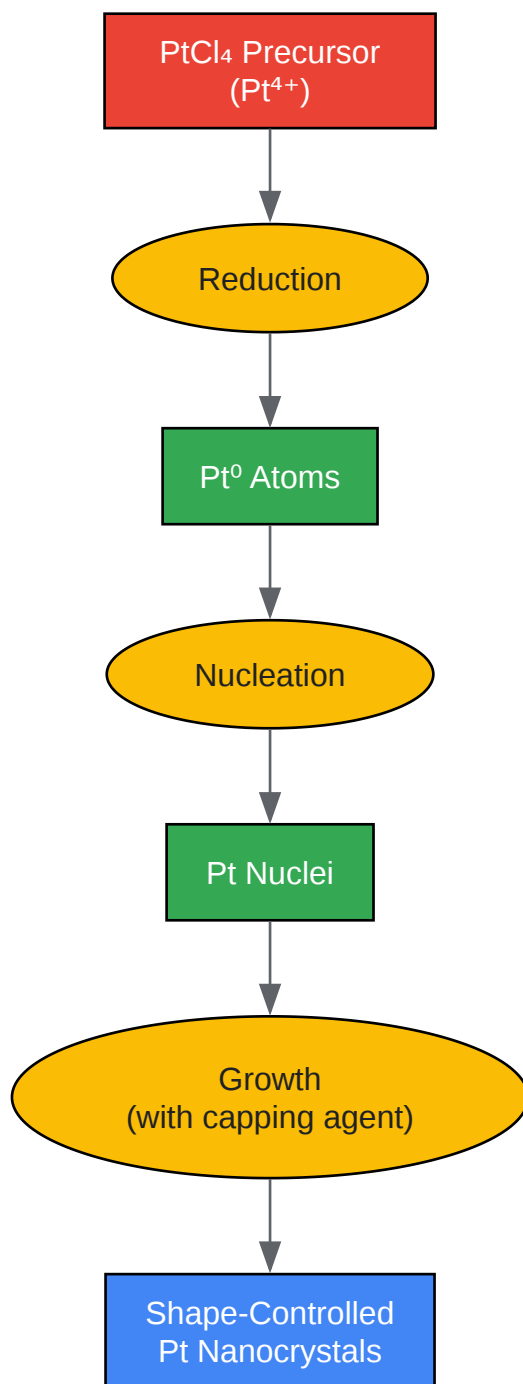 PtCl₄ Precursor
(Pt⁴⁺)
Reduction
Pt⁰ Atoms
Nucleation
Pt Nuclei
Growth
(with capping agent)
Shape-Controlled
Pt Nanocrystals